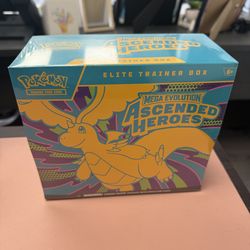 Pokémon
TRADING CARD GAME
ELITE TRAINER BOX
6+
MEGA EVOLUTION
ASCENDED
HEROES